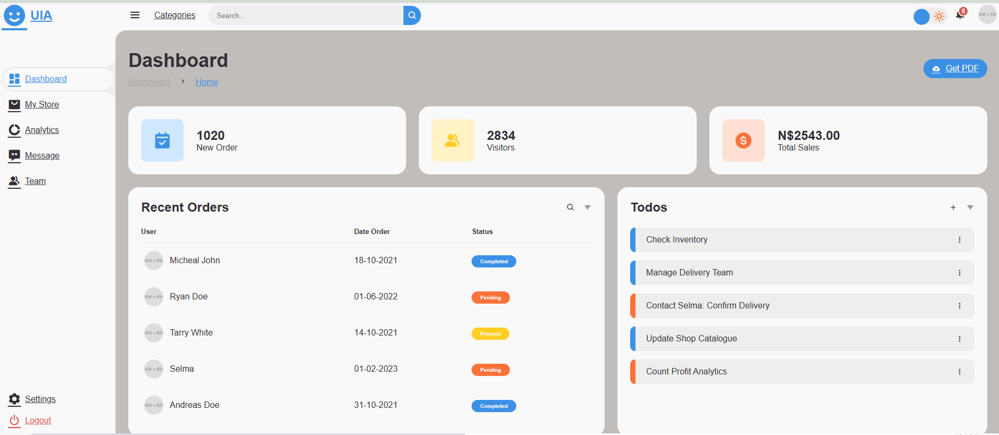 UIA
Categories
Search...
8
600 × 400
Dashboard
My Store
Analytics
Message
Team
Settings
Logout
Dashboard
Dashboard > Home
Get PDF
1020
New Order
2834
Visitors
N$2543.00
Total Sales
Recent Orders
User Date Order Status
600 × 400 Micheal John 18-10-2021 Completed
600 × 400 Ryan Doe 01-06-2022 Pending
600 × 400 Tarry White 14-10-2021 Process
600 × 400 Selma 01-02-2023 Pending
600 × 400 Andreas Doe 31-10-2021 Completed
Todos
Check Inventory
Manage Delivery Team
Contact Selma: Confirm Delivery
Update Shop Catalogue
Count Profit Analytics